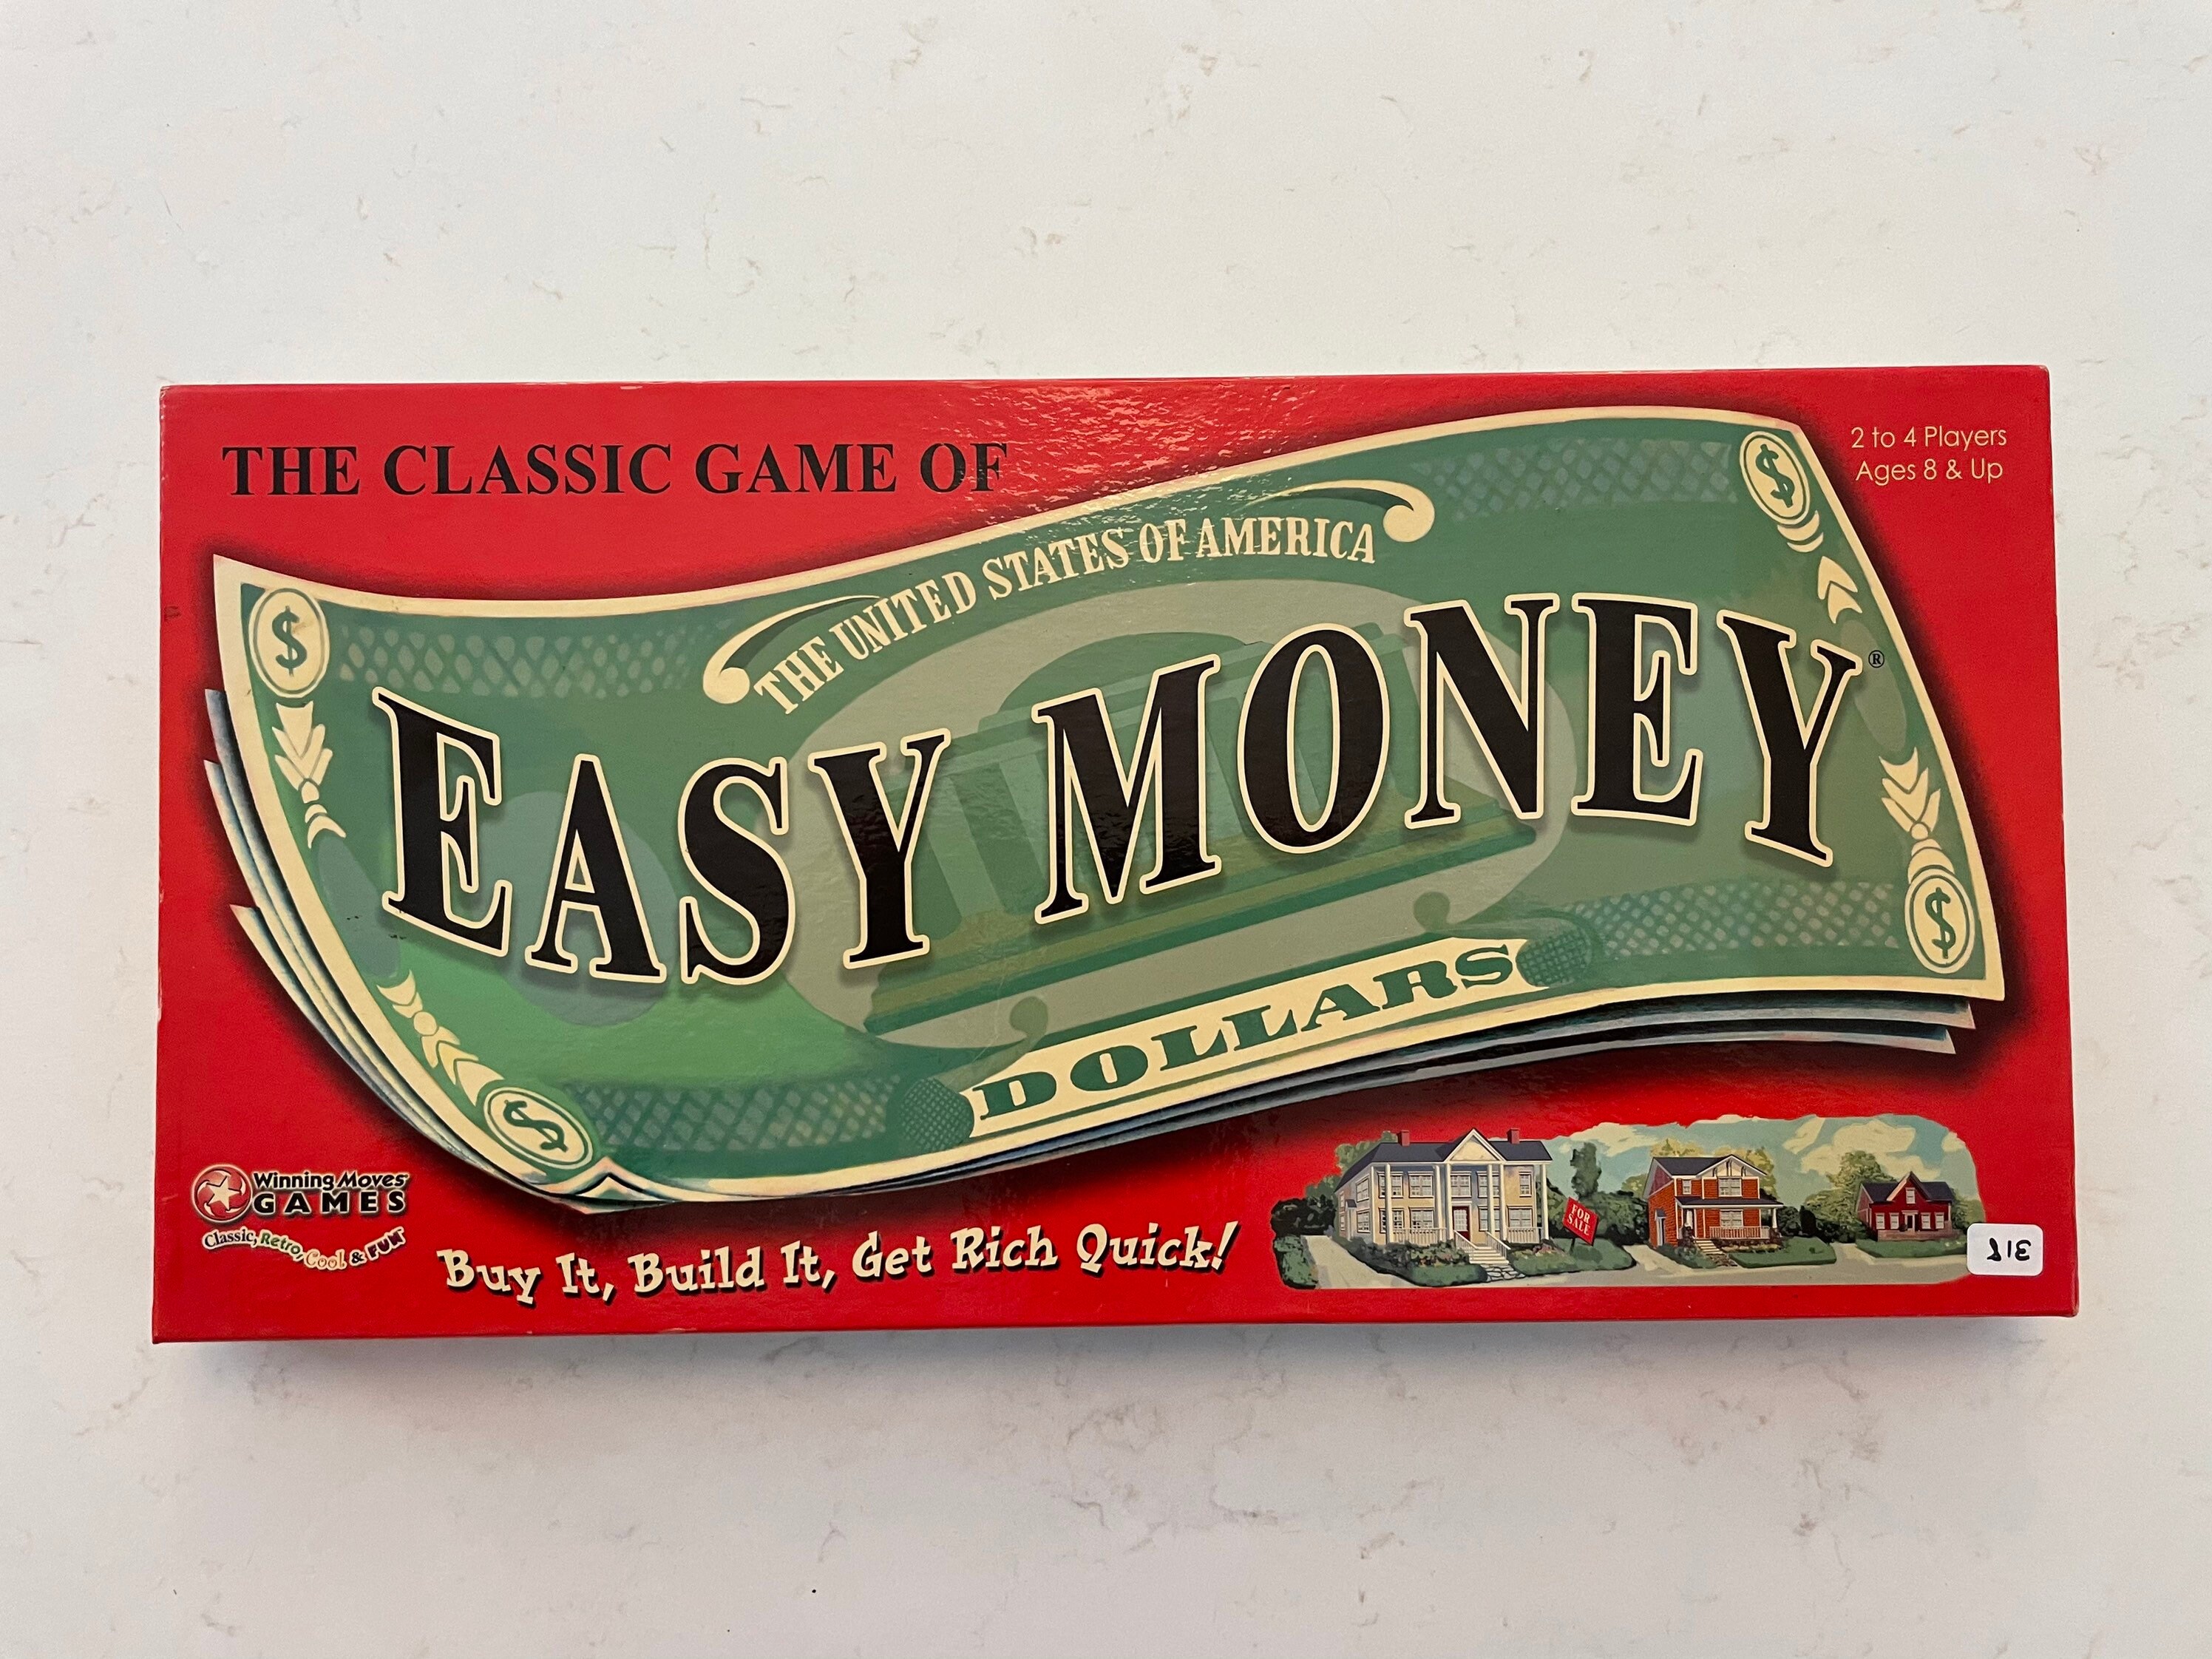 THE CLASSIC GAME OF
2 to 4 Players
Ages 8 & Up
$
$
THE UNITED STATES OF AMERICA
EASY MONEY®
$
DOLLARS
$
Winning Moves
GAMES
Classic, Retro, Cool & FUN
Buy It, Build It, Get Rich Quick!
FOR
SALE